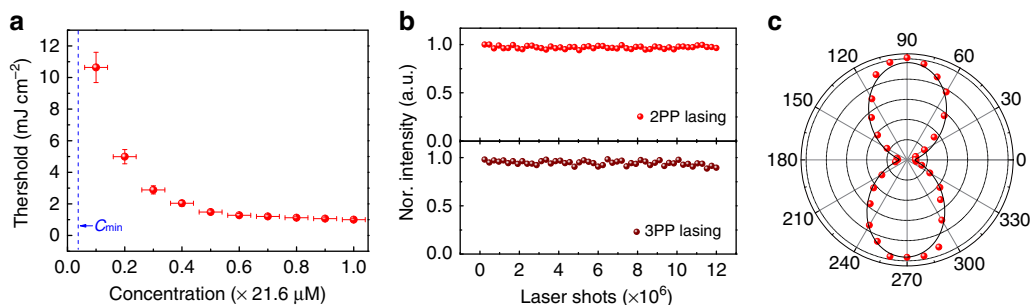 a
Thershold (mJ cm−2)
10
8
6
4
2
0
Cmin
0.0 0.2 0.4 0.6 0.8 1.0
Concentration (× 21.6 μM)
b
Nor. intensity (a.u.)
1.0
0.5
2PP lasing
1.0
1.0
0.5
3PP lasing
0.0
0 2 4 6 8 10 12
Laser shots (×10^6)
c
90
120 60
150 30
180 0
210 330
240 300
270